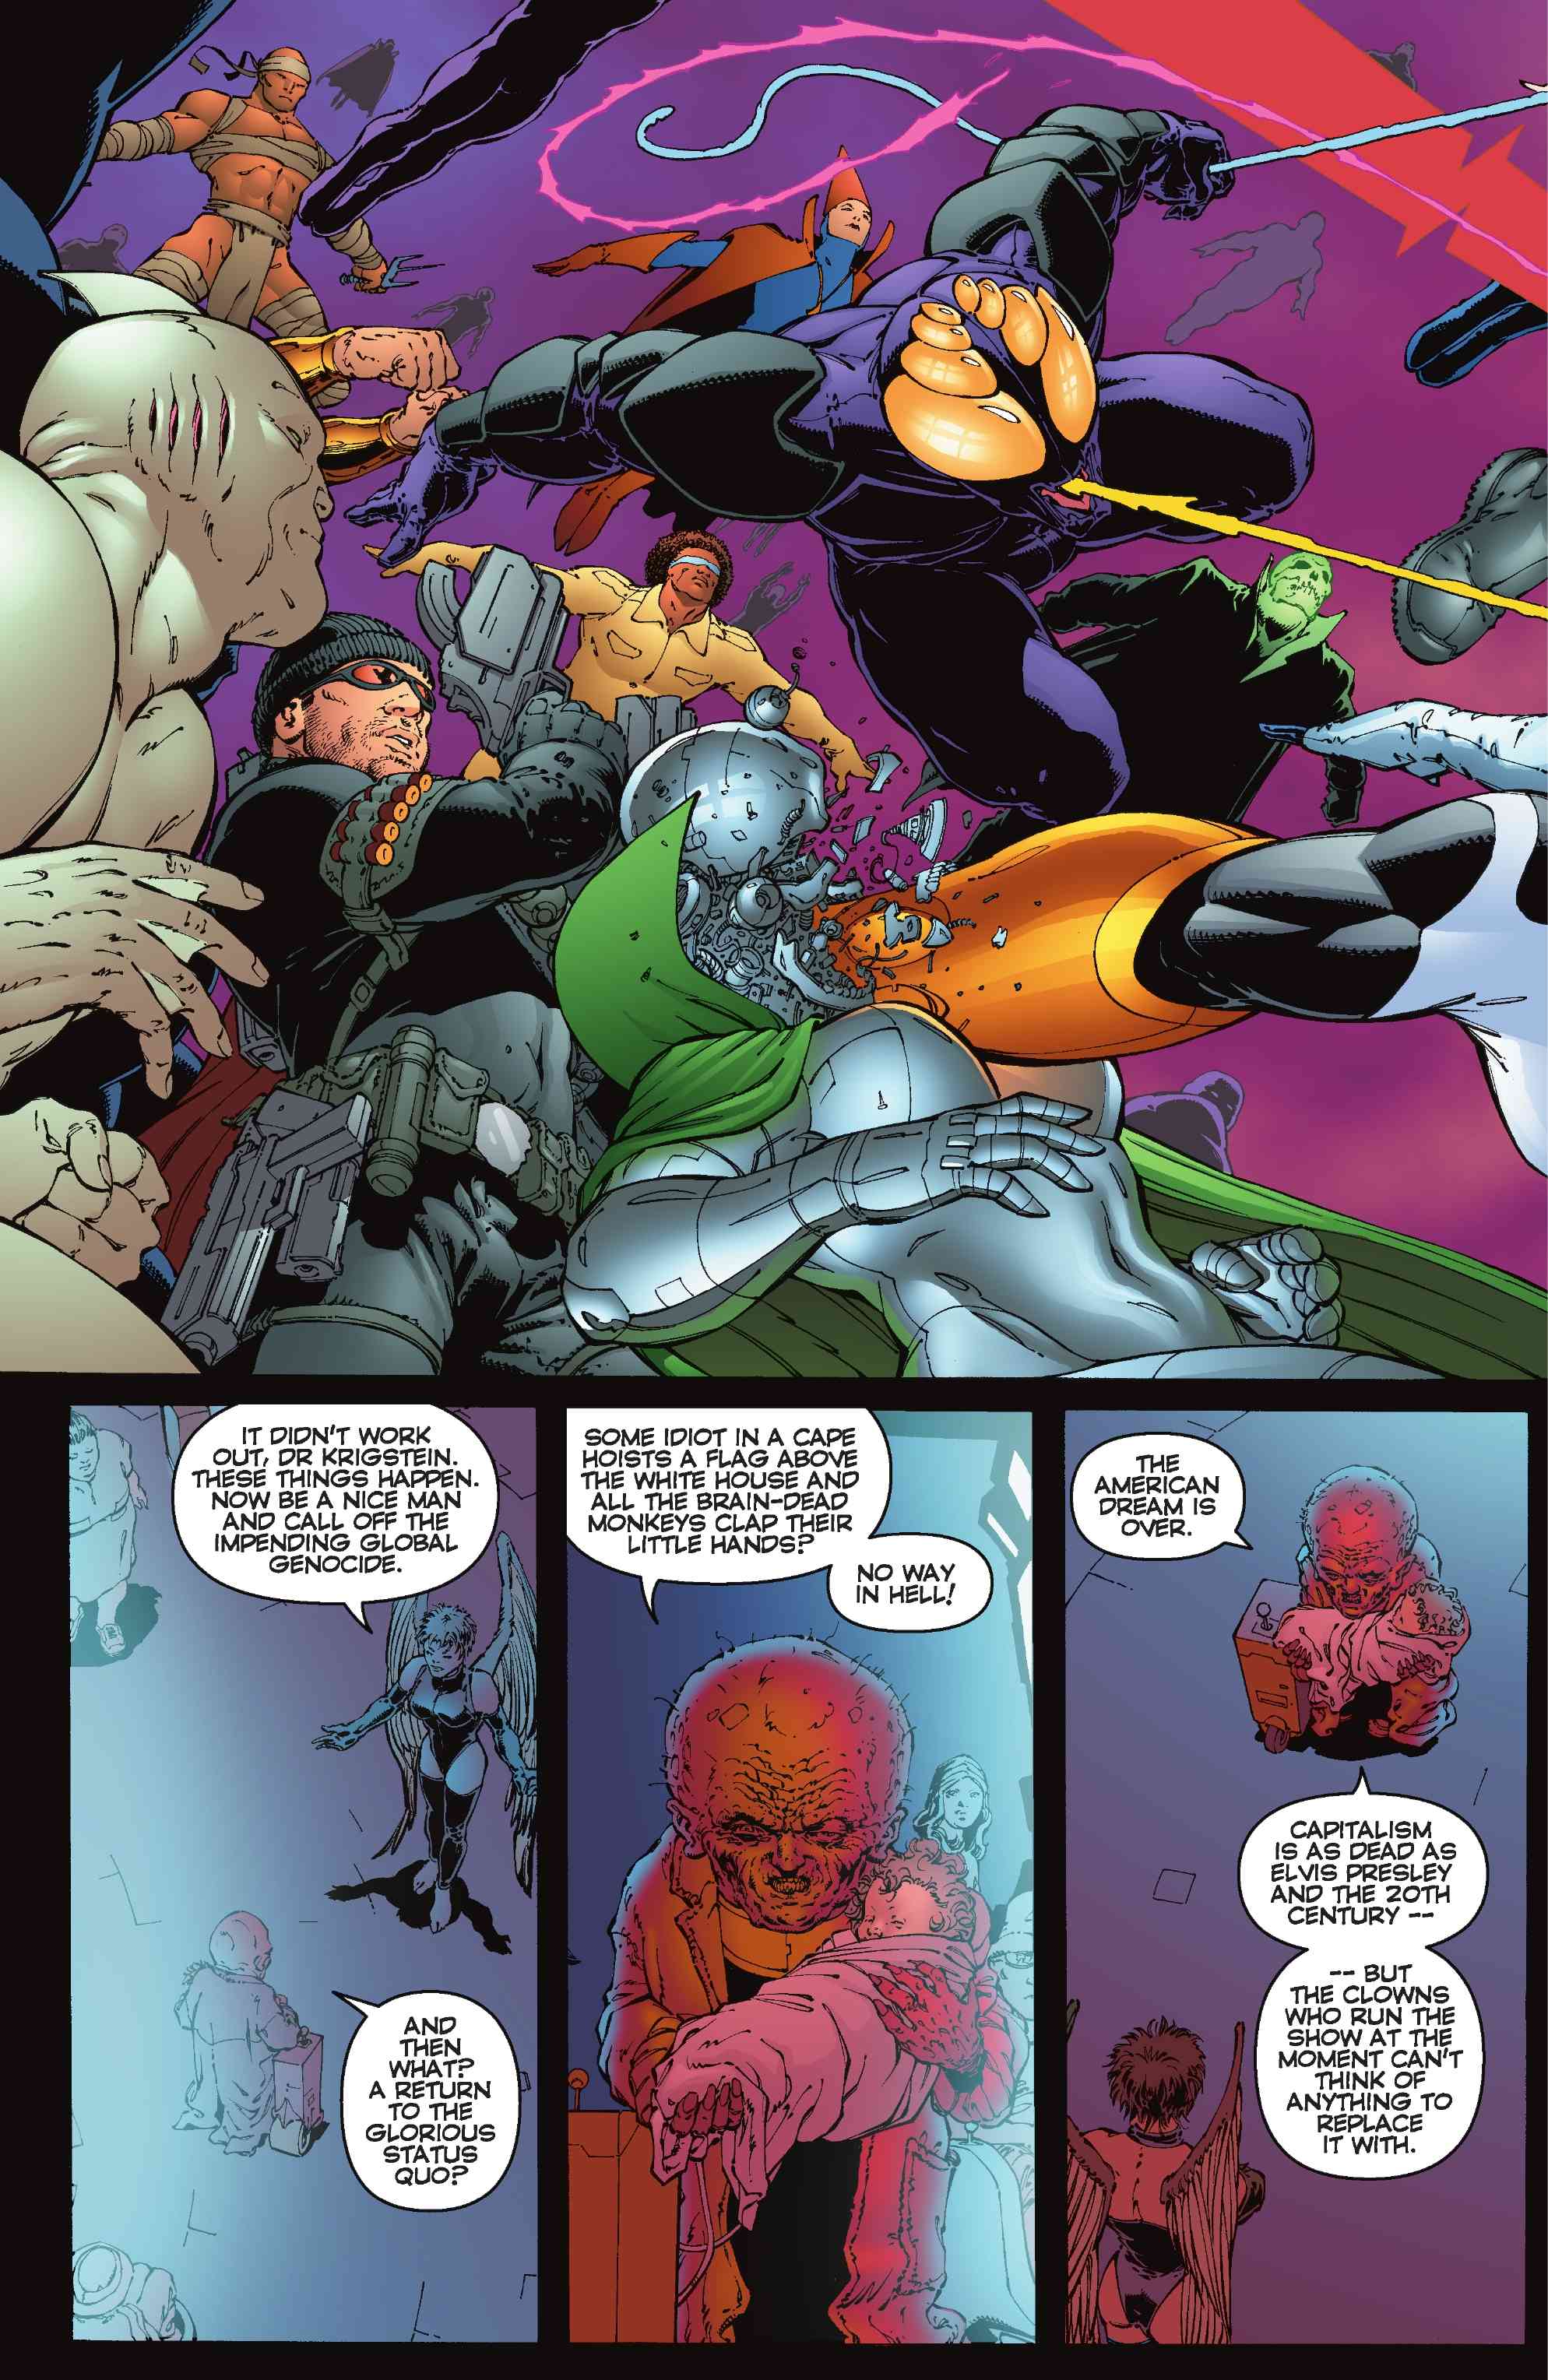 IT DIDN'T WORK
OUT, DR KRIGSTEIN.
THESE THINGS HAPPEN.
NOW BE A NICE MAN
AND CALL OFF THE
IMPENDING GLOBAL
GENOCIDE.
AND
THEN
WHAT?
A RETURN
TO THE
GLORIOUS
STATUS
QUO?
SOME IDIOT IN A CAPE
HOISTS A FLAG ABOVE
THE WHITE HOUSE AND
ALL THE BRAIN-DEAD
MONKEYS CLAP THEIR
LITTLE HANDS?
NO WAY
IN HELL!
THE
AMERICAN
DREAM IS
OVER.
CAPITALISM
IS AS DEAD AS
ELVIS PRESLEY
AND THE 20TH
CENTURY --
-- BUT
THE CLOWNS
WHO RUN THE
SHOW AT THE
MOMENT CAN'T
THINK OF
ANYTHING TO
REPLACE
IT WITH.